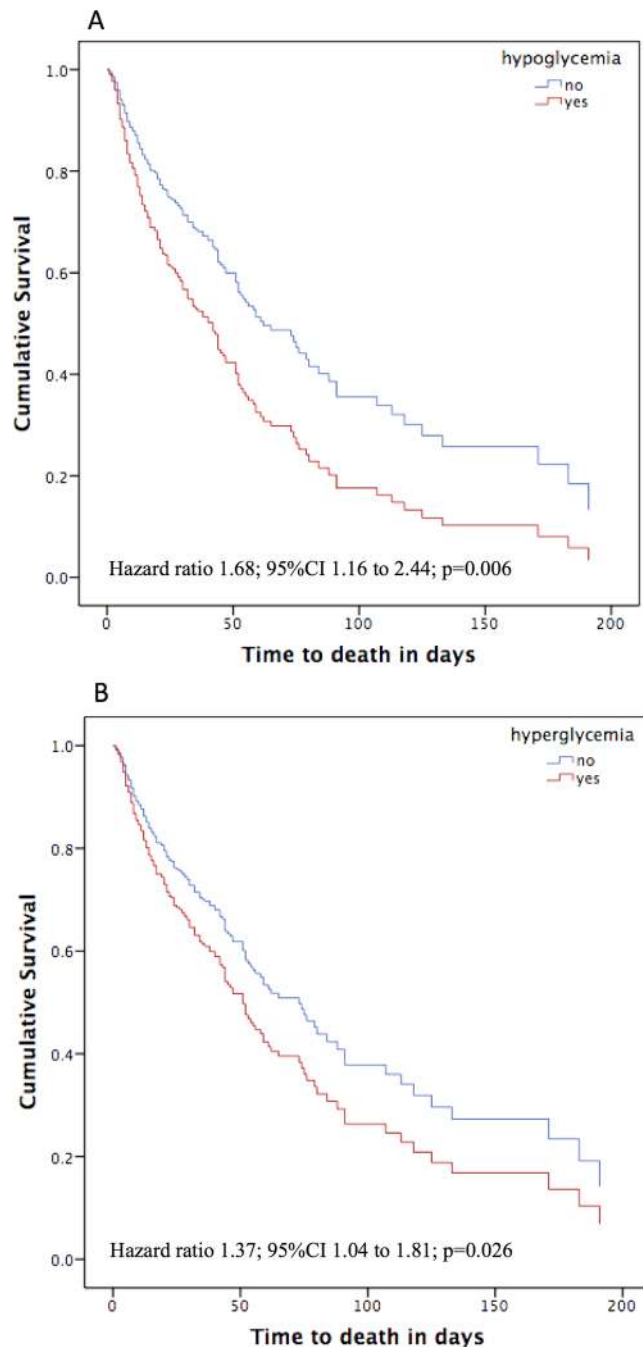 A
hypoglycemia
no
yes
1.0
0.8
0.6
0.4
0.2
0.0
Cumulative Survival
Hazard ratio 1.68; 95%CI 1.16 to 2.44; p=0.006
0 50 100 150 200
Time to death in days
B
hyperglycemia
no
yes
1.0
0.8
0.6
0.4
0.2
0.0
Cumulative Survival
Hazard ratio 1.37; 95%CI 1.04 to 1.81; p=0.026
0 50 100 150 200
Time to death in days